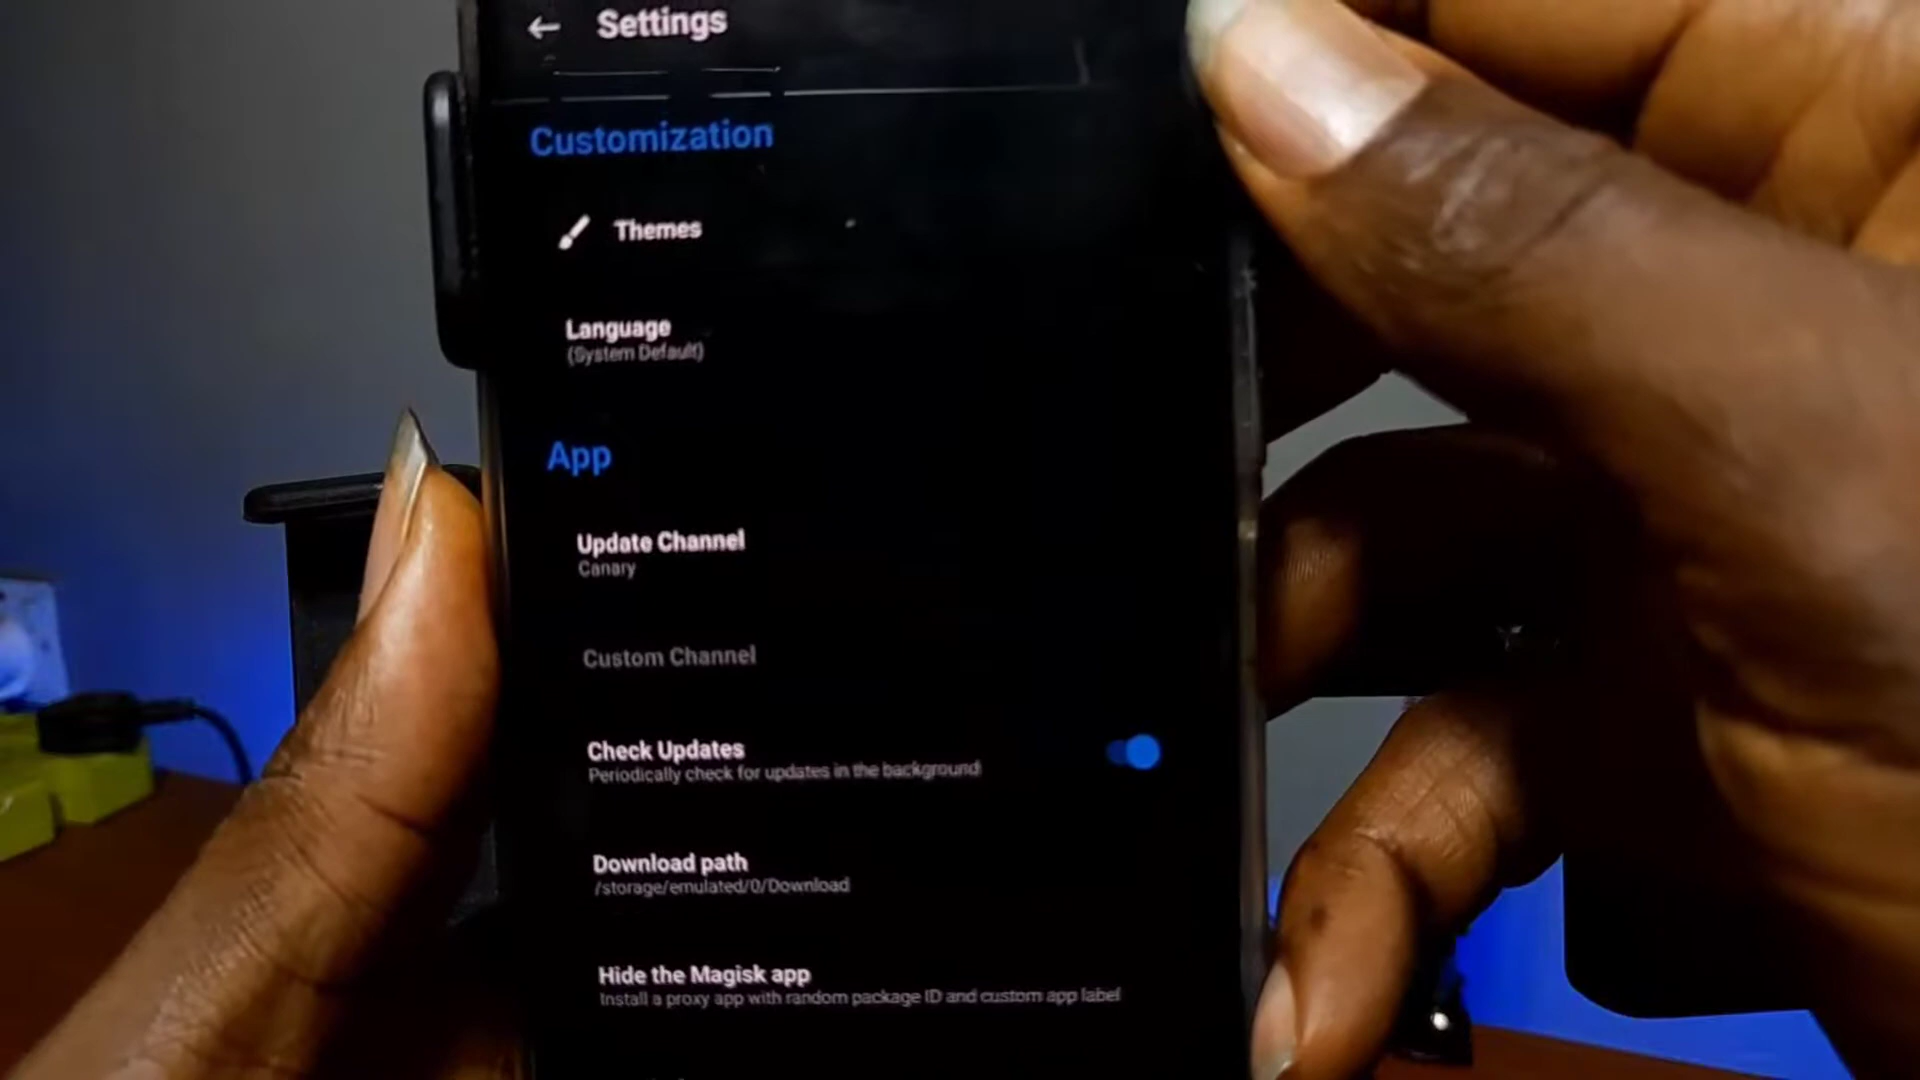 Settings
Customization
Themes
Language
(System Default)
App
Update Channel
Canary
Custom Channel
Check Updates
Periodically check for updates in the background
Download path
/storage/emulated/0/Download
Hide the Magisk app
Install a proxy app with random package ID and custom app label